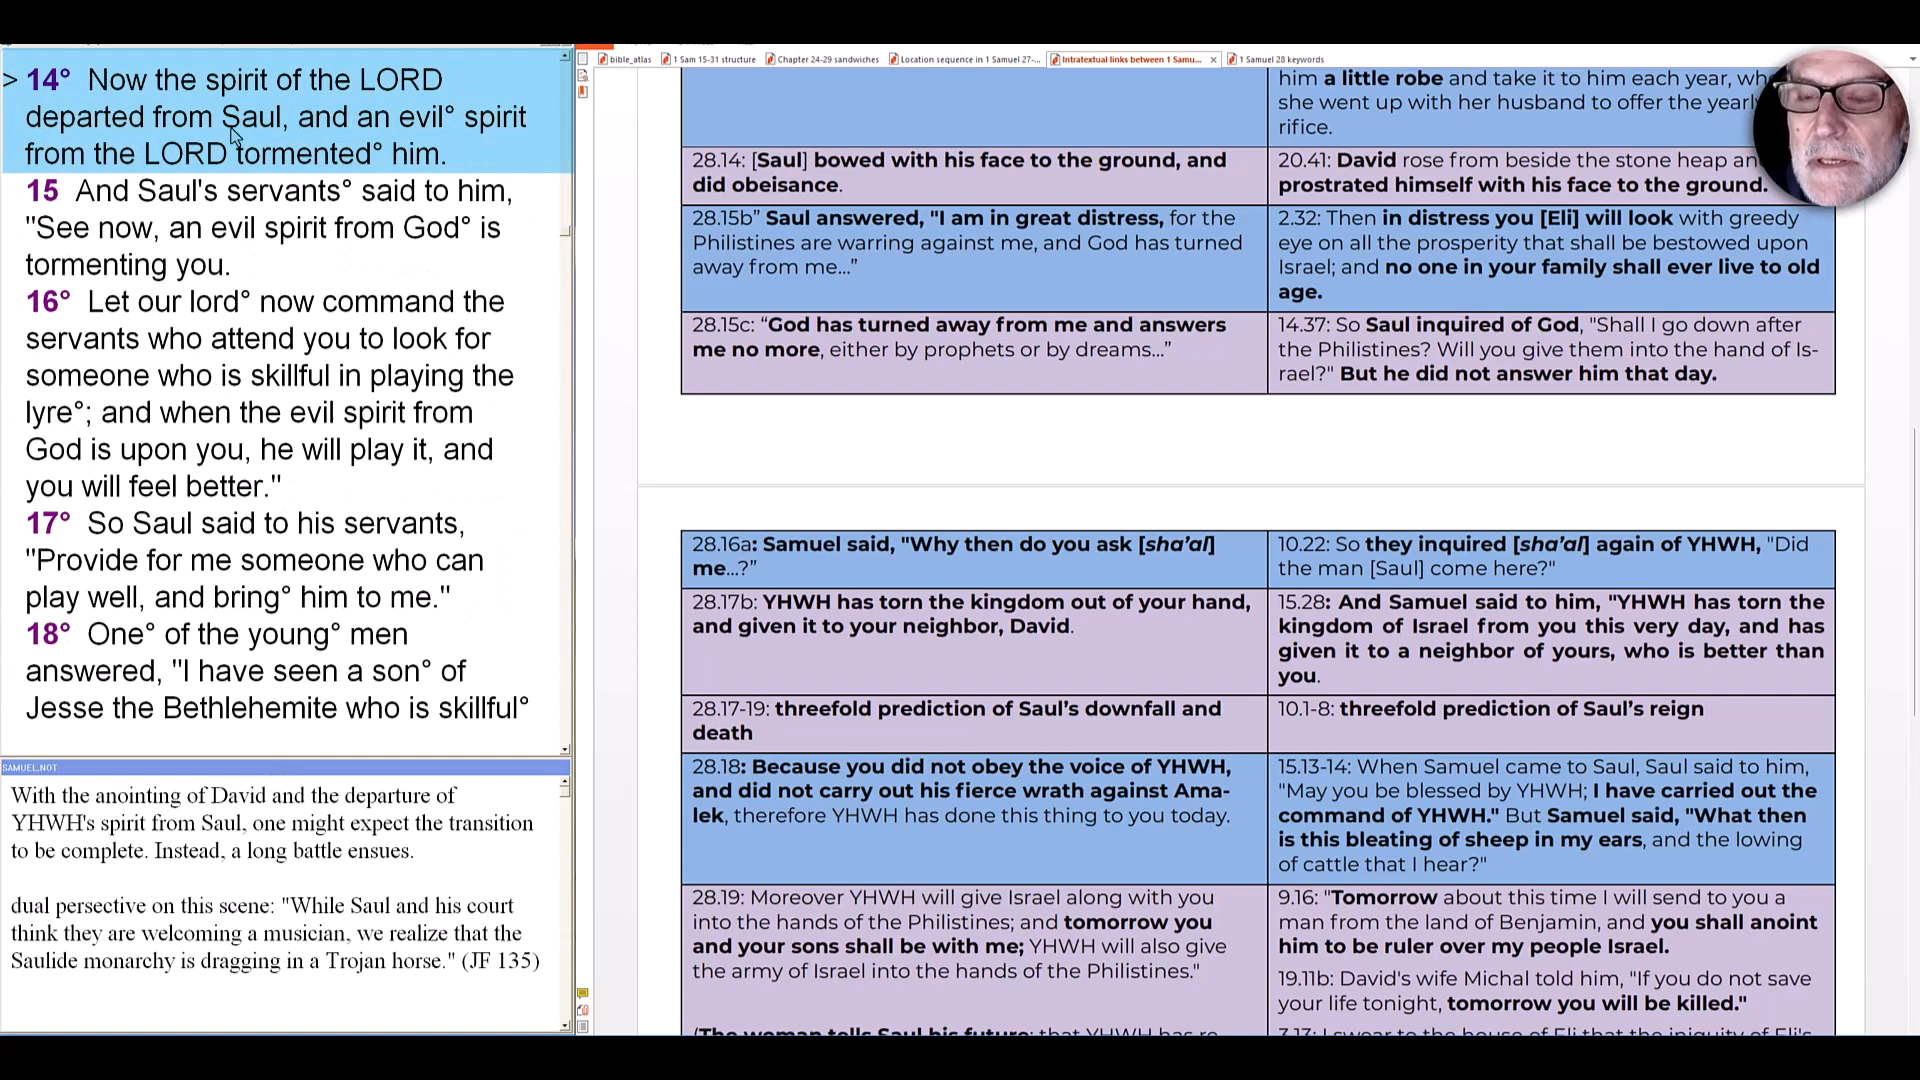 > 14° Now the spirit of the LORD
departed from Saul, and an evil° spirit
from the LORD tormented° him.
15 And Saul's servants° said to him,
"See now, an evil spirit from God° is
tormenting you.
16° Let our lord° now command the
servants who attend you to look for
someone who is skillful in playing the
lyre°; and when the evil spirit from
God is upon you, he will play it, and
you will feel better."
17° So Saul said to his servants,
"Provide for me someone who can
play well, and bring° him to me."
18° One° of the young° men
answered, "I have seen a son° of
Jesse the Bethlehemite who is skillful°
SAMUEL.NOT
With the anointing of David and the departure of
YHWH's spirit from Saul, one might expect the transition
to be complete. Instead, a long battle ensues.
dual persective on this scene: "While Saul and his court
think they are welcoming a musician, we realize that the
Saulide monarchy is dragging in a Trojan horse." (JF 135)
bible_atlas
1 Sam 15-31 structure
Chapter 24-29 sandwiches
Location sequence in 1 Samuel 27-...
Intratextual links between 1 Samu...
1 Samuel 28 keywords
him a little robe and take it to him each year,
she went up with her husband to offer the
rifice.
28.14: [Saul] bowed with his face to the ground, and
did obeisance.
20.41: David rose from beside the stone heap
prostrated himself with his face to the ground.
28.15b” Saul answered, "I am in great distress, for the
Philistines are warring against me, and God has turned
away from me...”
2.32: Then in distress you [Eli] will look with greedy
eye on all the prosperity that shall be bestowed upon
Israel; and no one in your family shall ever live to old
age.
28.15c: “God has turned away from me and answers
me no more, either by prophets or by dreams...”
14.37: So Saul inquired of God, "Shall I go down after
the Philistines? Will you give them into the hand of Is-
rael?" But he did not answer him that day.
28.16a: Samuel said, "Why then do you ask [sha’al]
me...?”
10.22: So they inquired [sha’al] again of YHWH, "Did
the man [Saul] come here?"
28.17b: YHWH has torn the kingdom out of your hand,
and given it to your neighbor, David.
15.28: And Samuel said to him, "YHWH has torn the
kingdom of Israel from you this very day, and has
given it to a neighbor of yours, who is better than
you.
28.17-19: threefold prediction of Saul’s downfall and
death
10.1-8: threefold prediction of Saul’s reign
28.18: Because you did not obey the voice of YHWH,
and did not carry out his fierce wrath against Ama-
lek, therefore YHWH has done this thing to you today.
15.13-14: When Samuel came to Saul, Saul said to him,
"May you be blessed by YHWH; I have carried out the
command of YHWH." But Samuel said, "What then
is this bleating of sheep in my ears, and the lowing
of cattle that I hear?"
28.19: Moreover YHWH will give Israel along with you
into the hands of the Philistines; and tomorrow you
and your sons shall be with me; YHWH will also give
the army of Israel into the hands of the Philistines."
9.16: "Tomorrow about this time I will send to you a
man from the land of Benjamin, and you shall anoint
him to be ruler over my people Israel.
19.11b: David's wife Michal told him, "If you do not save
your life tonight, tomorrow you will be killed."
(The woman tells Saul his future: that YHWH has re-
3.13: I swear to the house of Eli that the iniquity of Eli's